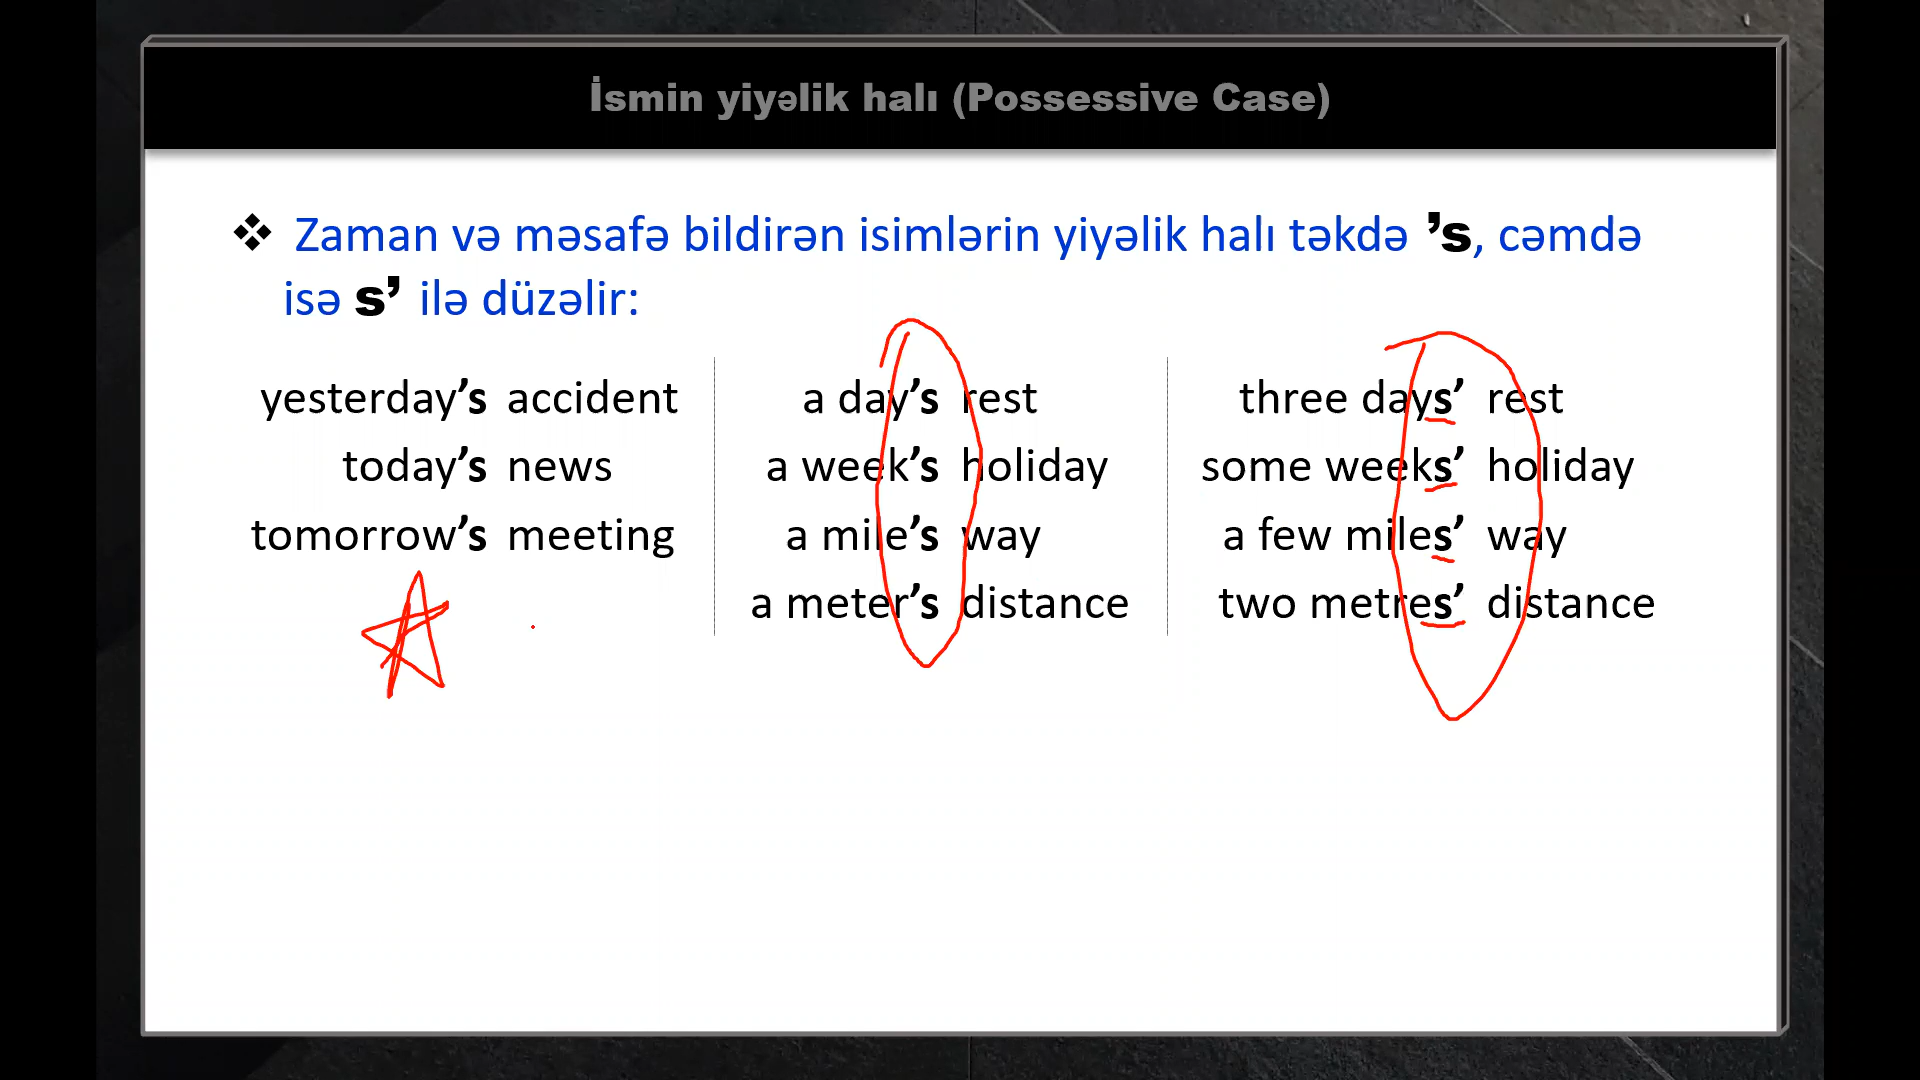 İsmin yiyəlik halı (Possessive Case)
❖ Zaman və məsafə bildirən isimlərin yiyəlik halı təkdə ’s, cəmdə
isə s’ ilə düzəlir:
yesterday’s accident
today’s news
tomorrow’s meeting
a day’s rest
a week’s holiday
a mile’s way
a meter’s distance
three days’ rest
some weeks’ holiday
a few miles’ way
two metres’ distance